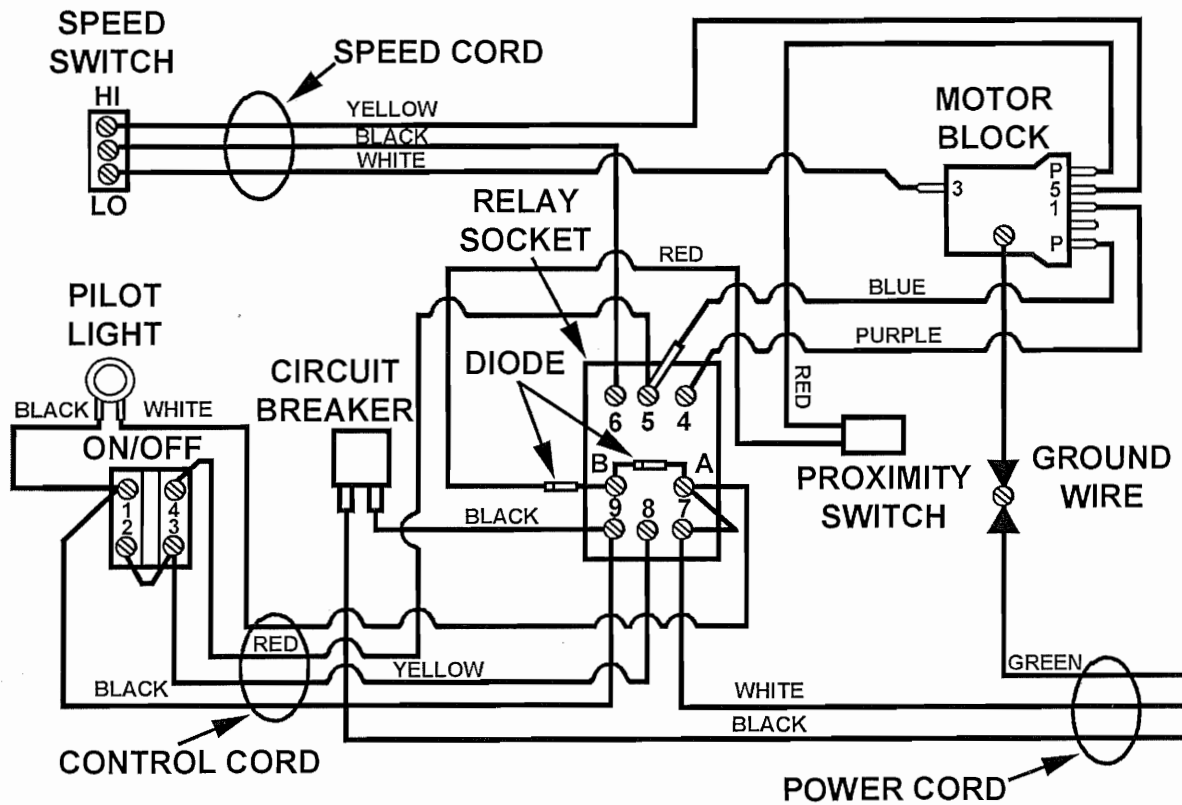 SPEED
SWITCH
HI
LO
SPEED CORD
YELLOW
BLACK
WHITE
MOTOR
BLOCK
P
5
1
P
3
RELAY
SOCKET
RED
BLUE
PURPLE
RED
PILOT
LIGHT
BLACK
WHITE
ON/OFF
1
4
2
3
CIRCUIT
BREAKER
DIODE
6
5
4
B
A
9
8
7
BLACK
PROXIMITY
SWITCH
GROUND
WIRE
RED
YELLOW
BLACK
CONTROL CORD
GREEN
WHITE
BLACK
POWER CORD